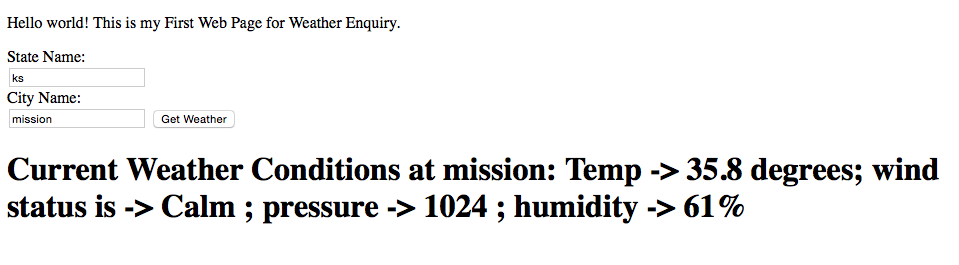 Hello world! This is my First Web Page for Weather Enquiry.
State Name:
ks
City Name:
mission Get Weather
Current Weather Conditions at mission: Temp -> 35.8 degrees; wind
status is -> Calm ; pressure -> 1024 ; humidity -> 61%